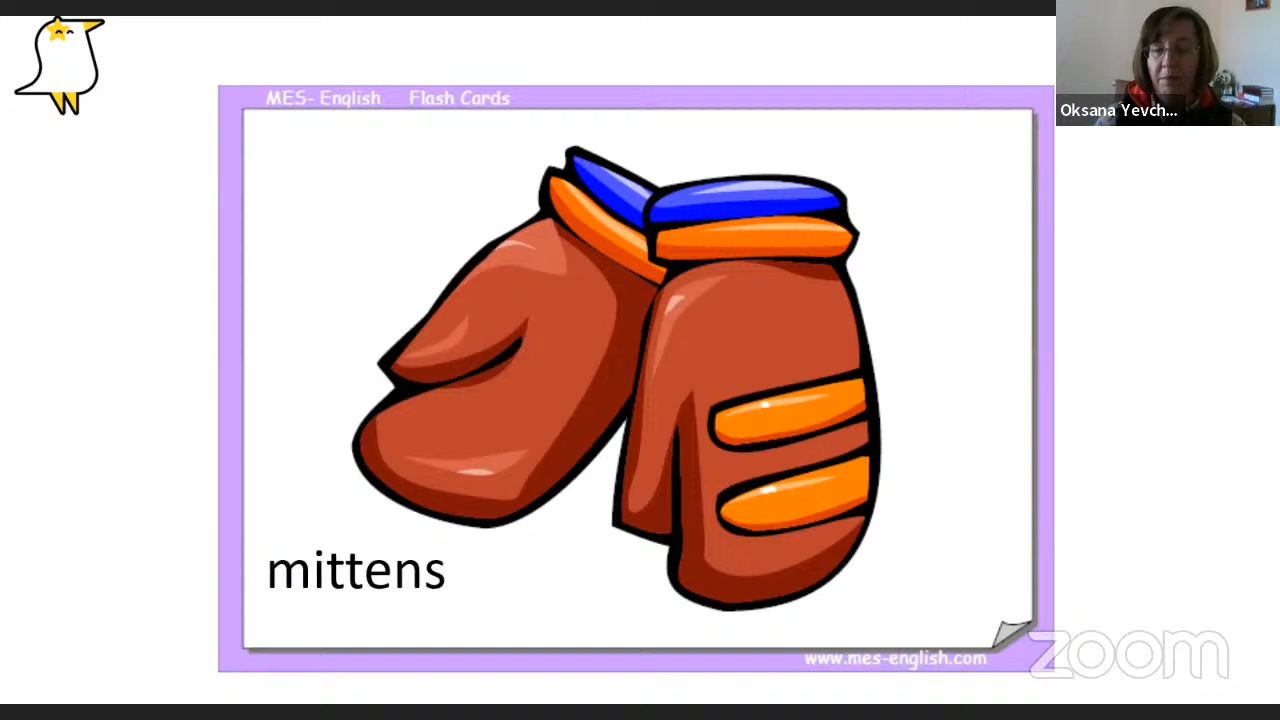 MES- English Flash Cards
Oksana Yevch...
mittens
www.mes-english.com
zoom